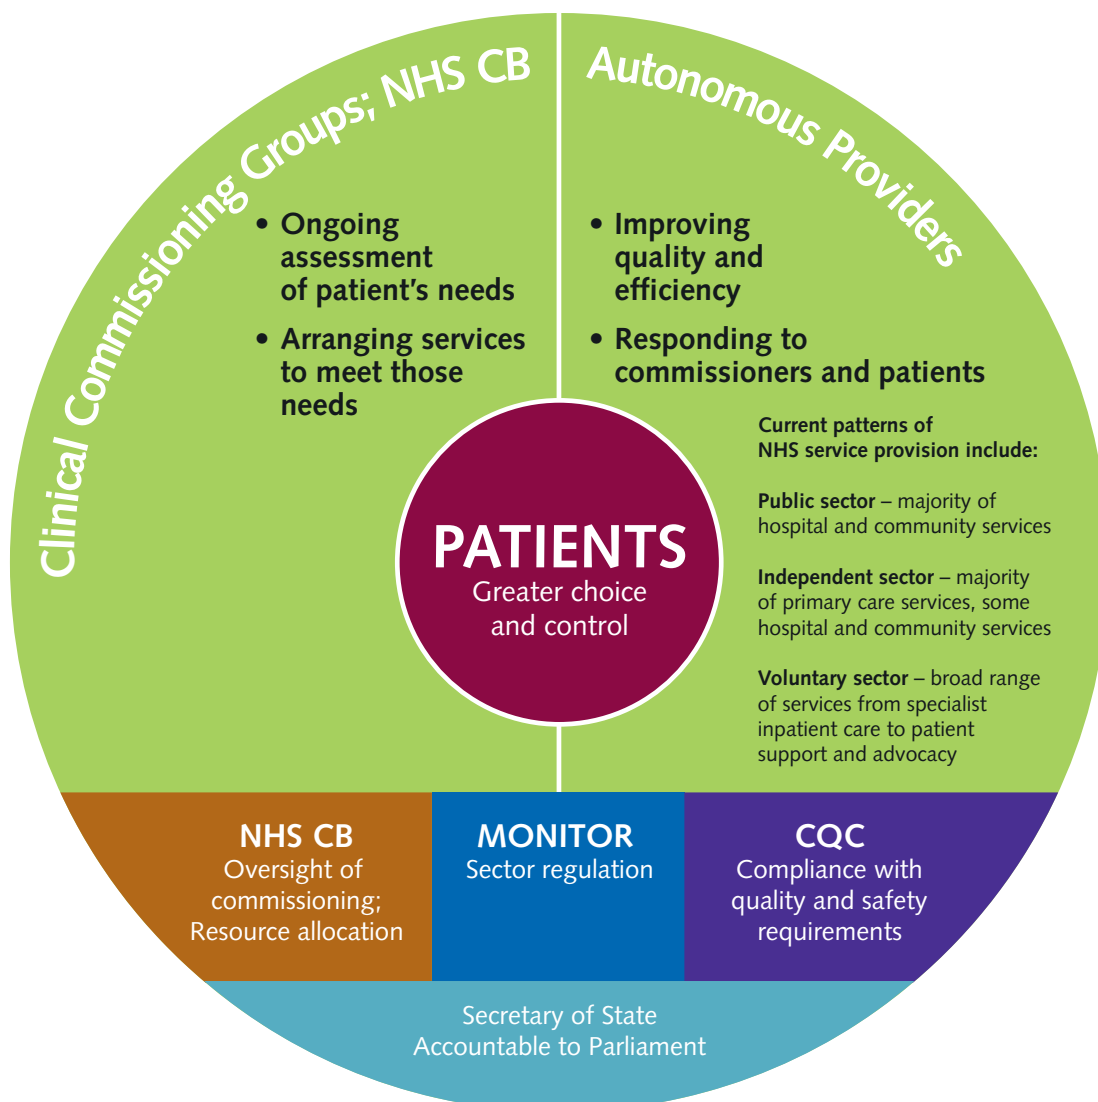 Clinical Commissioning Groups; NHS CB
• Ongoing
assessment
of patient's needs
• Arranging services
to meet those
needs
Autonomous Providers
• Improving
quality and
efficiency
• Responding to
commissioners and patients
Current patterns of
NHS service provision include:
Public sector – majority of
hospital and community services
Independent sector – majority
of primary care services, some
hospital and community services
Voluntary sector – broad range
of services from specialist
inpatient care to patient
support and advocacy
PATIENTS
Greater choice
and control
NHS CB
Oversight of
commissioning;
Resource allocation
MONITOR
Sector regulation
CQC
Compliance with
quality and safety
requirements
Secretary of State
Accountable to Parliament